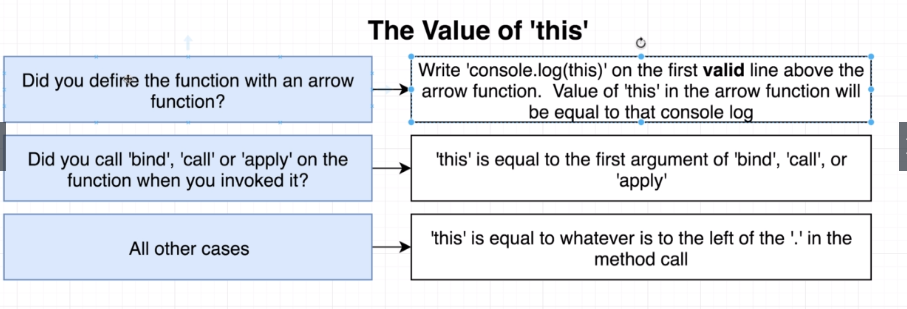 The Value of 'this'
Did you define the function with an arrow
function?
Write 'console.log(this)' on the first valid line above the
arrow function.  Value of 'this' in the arrow function will
be equal to that console log
Did you call 'bind', 'call' or 'apply' on the
function when you invoked it?
'this' is equal to the first argument of 'bind', 'call', or
'apply'
All other cases
'this' is equal to whatever is to the left of the '.' in the
method call